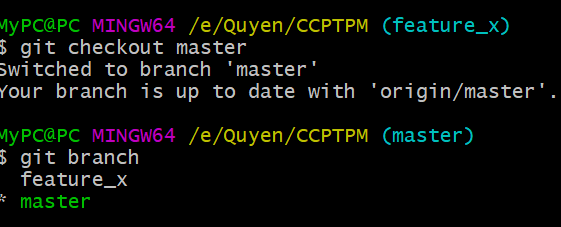 MyPC@PC MINGW64 /e/Quyen/CCPTPM (feature_x)
$ git checkout master
Switched to branch 'master'
Your branch is up to date with 'origin/master'.
MyPC@PC MINGW64 /e/Quyen/CCPTPM (master)
$ git branch
  feature_x
* master